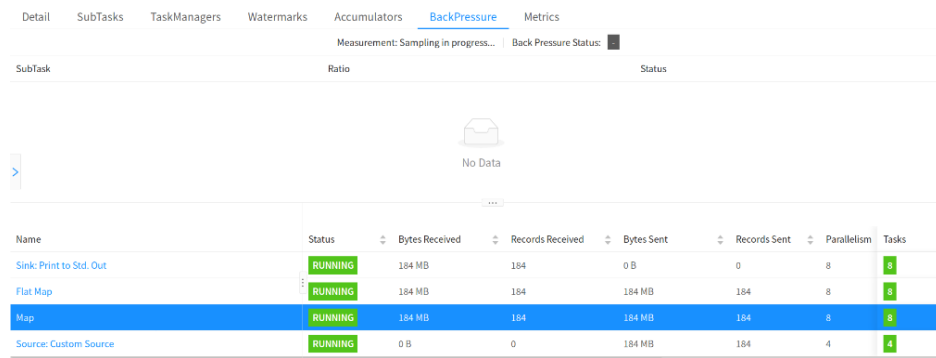 Detail SubTasks TaskManagers Watermarks Accumulators BackPressure Metrics
Measurement: Sampling in progress... Back Pressure Status: -
SubTask Ratio Status
No Data
Name Status Bytes Received Records Received Bytes Sent Records Sent Parallelism Tasks
Sink: Print to Std. Out RUNNING 184 MB 184 0 B 0 8 8
Flat Map RUNNING 184 MB 184 184 MB 184 8 8
Map RUNNING 184 MB 184 184 MB 184 8 8
Source: Custom Source RUNNING 0 B 0 184 MB 184 4 4